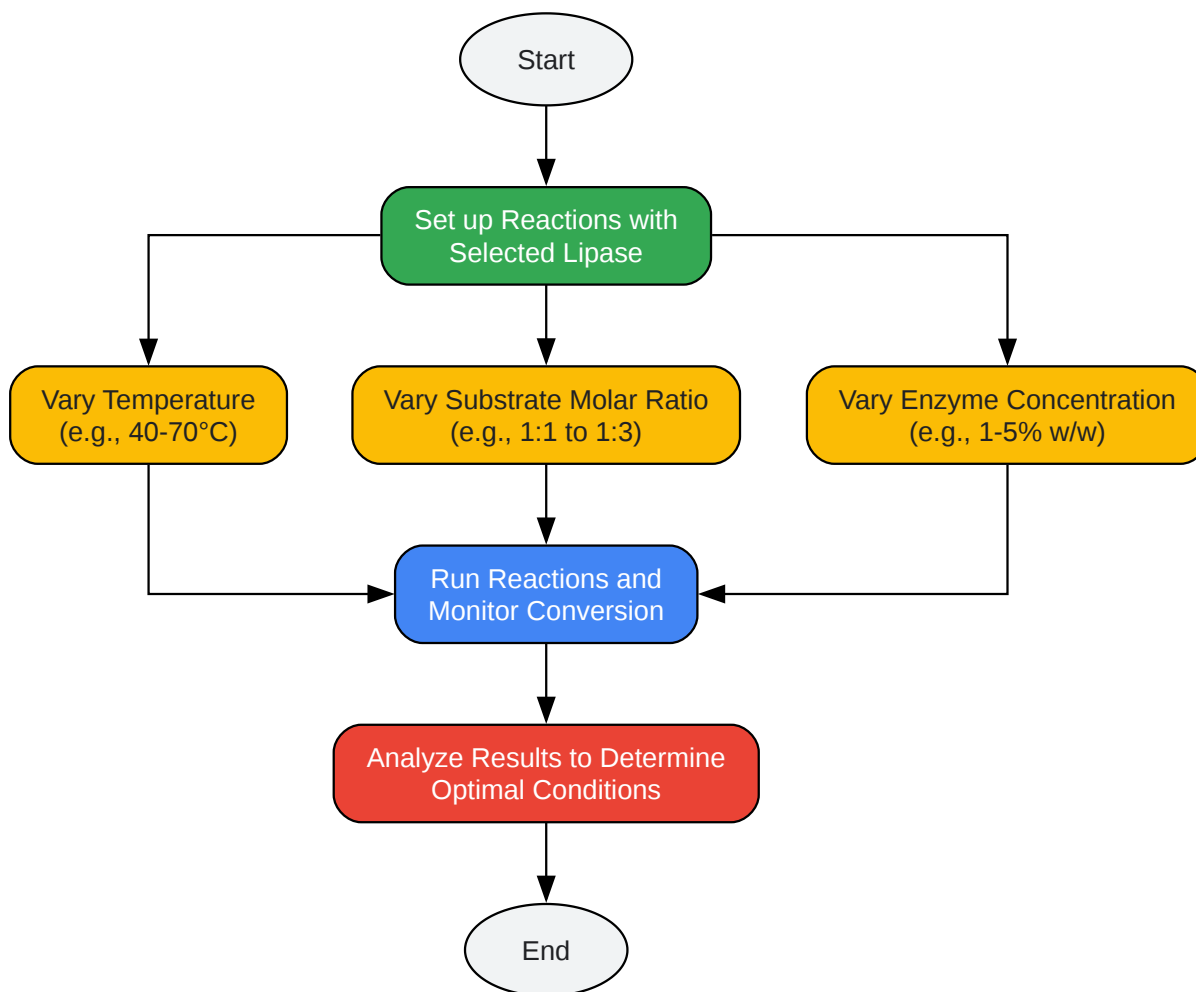 Start
Set up Reactions with
Selected Lipase
Vary Temperature
(e.g., 40-70°C)
Vary Substrate Molar Ratio
(e.g., 1:1 to 1:3)
Vary Enzyme Concentration
(e.g., 1-5% w/w)
Run Reactions and
Monitor Conversion
Analyze Results to Determine
Optimal Conditions
End